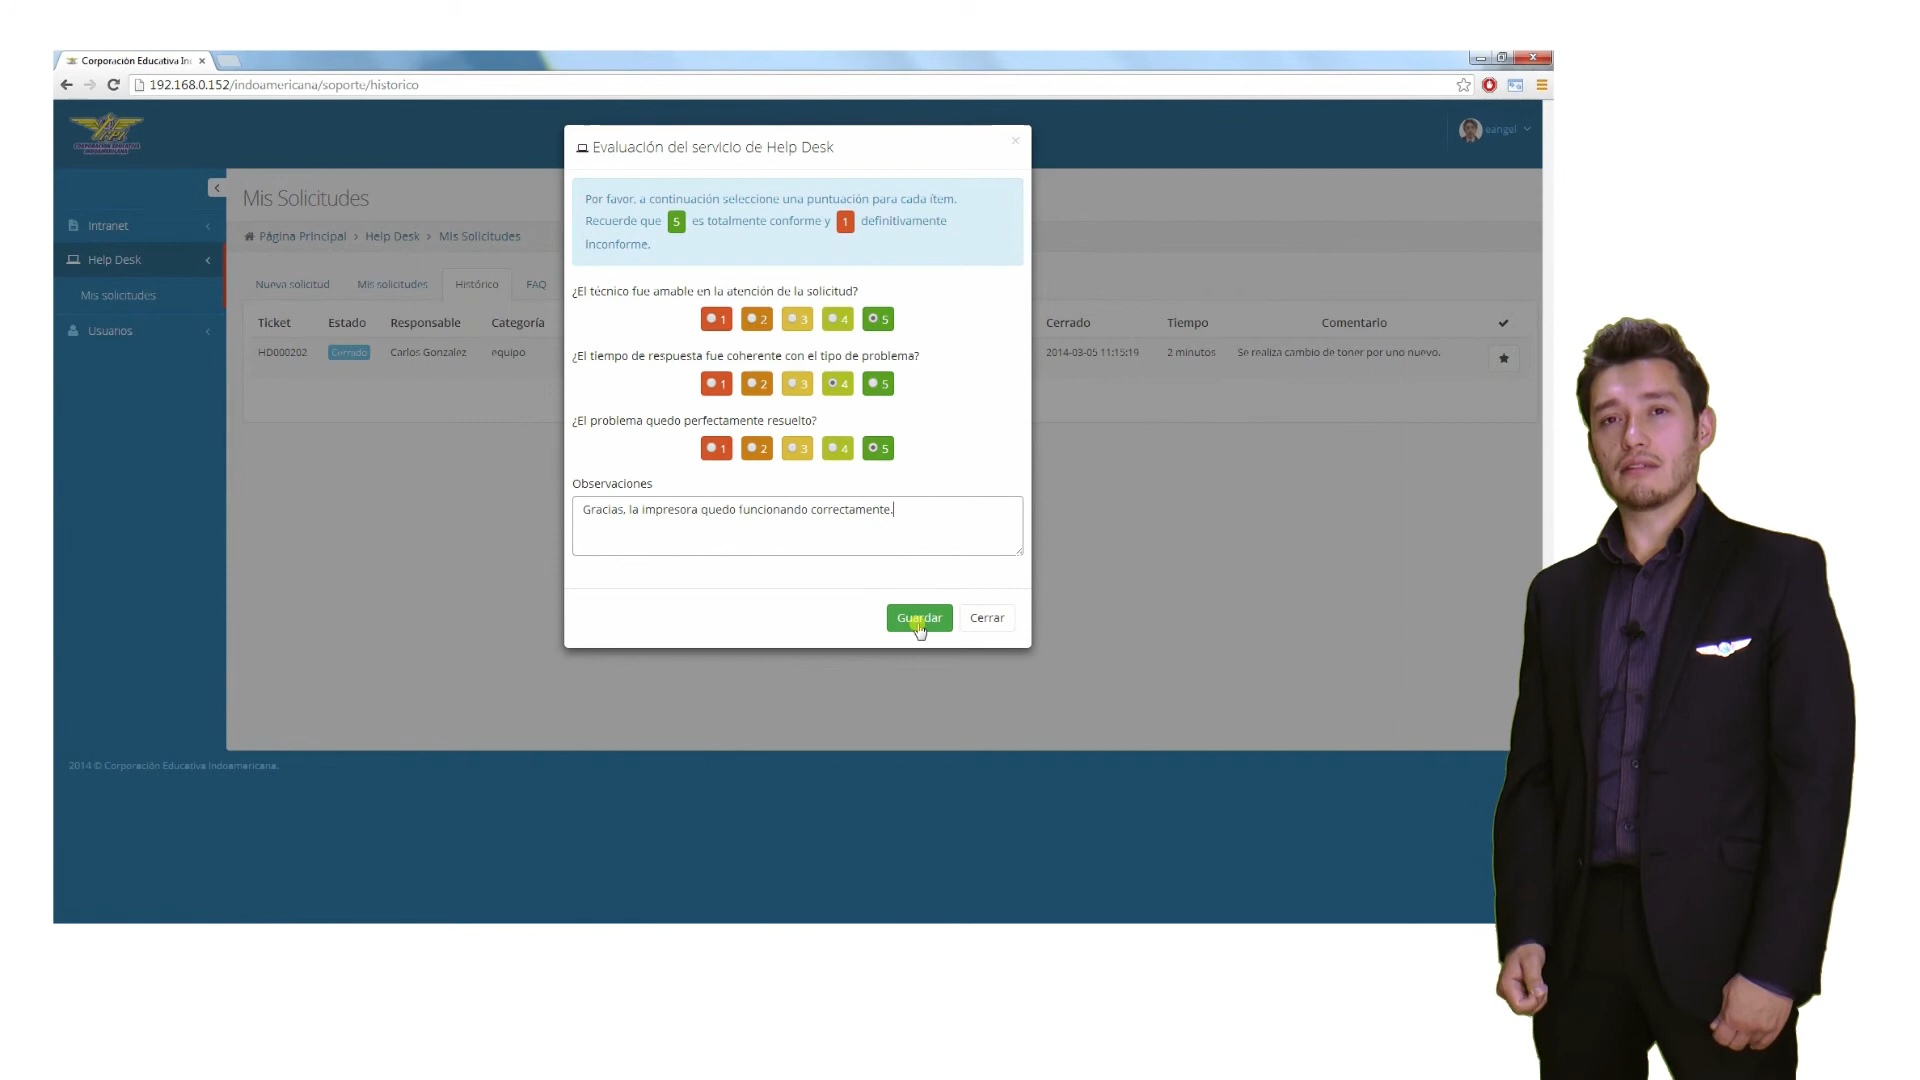 Corporación Educativa In
192.168.0.152/indoamericana/soporte/historico
CORPORACIÓN EDUCATIVA
INDOAMERICANA
eangel
Evaluación del servicio de Help Desk
Por favor, a continuación seleccione una puntuación para cada ítem.
Recuerde que 5 es totalmente conforme y 1 definitivamente
inconforme.
Mis Solicitudes
Intranet
Página Principal > Help Desk > Mis Solicitudes
Help Desk
Mis solicitudes
Usuarios
Nueva solicitud Mis solicitudes Histórico FAQ
Ticket Estado Responsable Categoría Cerrado Tiempo Comentario
HD000202 Cerrado Carlos Gonzalez equipo 2014-03-05 11:15:19 2 minutos Se realiza cambio de toner por uno nuevo.
¿El técnico fue amable en la atención de la solicitud?
1 2 3 4 5
¿El tiempo de respuesta fue coherente con el tipo de problema?
1 2 3 4 5
¿El problema quedo perfectamente resuelto?
1 2 3 4 5
Observaciones
Gracias, la impresora quedo funcionando correctamente.
Guardar Cerrar
2014 © Corporación Educativa Indoamericana.